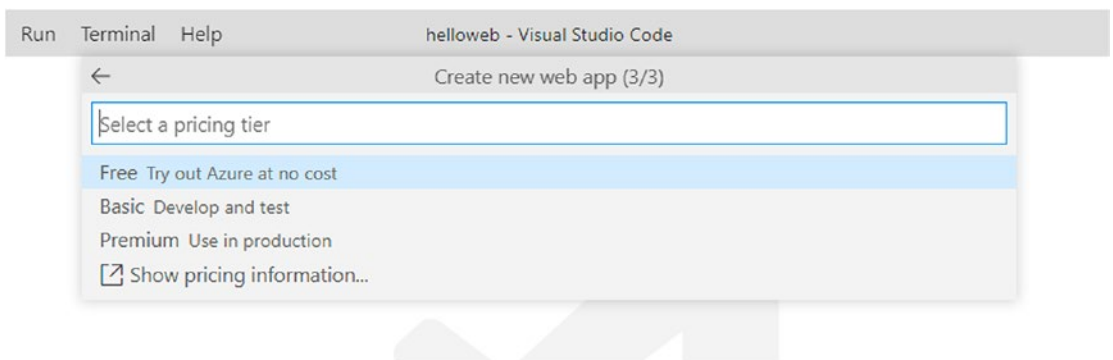 Run Terminal Help helloweb - Visual Studio Code
Create new web app (3/3)
Select a pricing tier
Free Try out Azure at no cost
Basic Develop and test
Premium Use in production
Show pricing information...